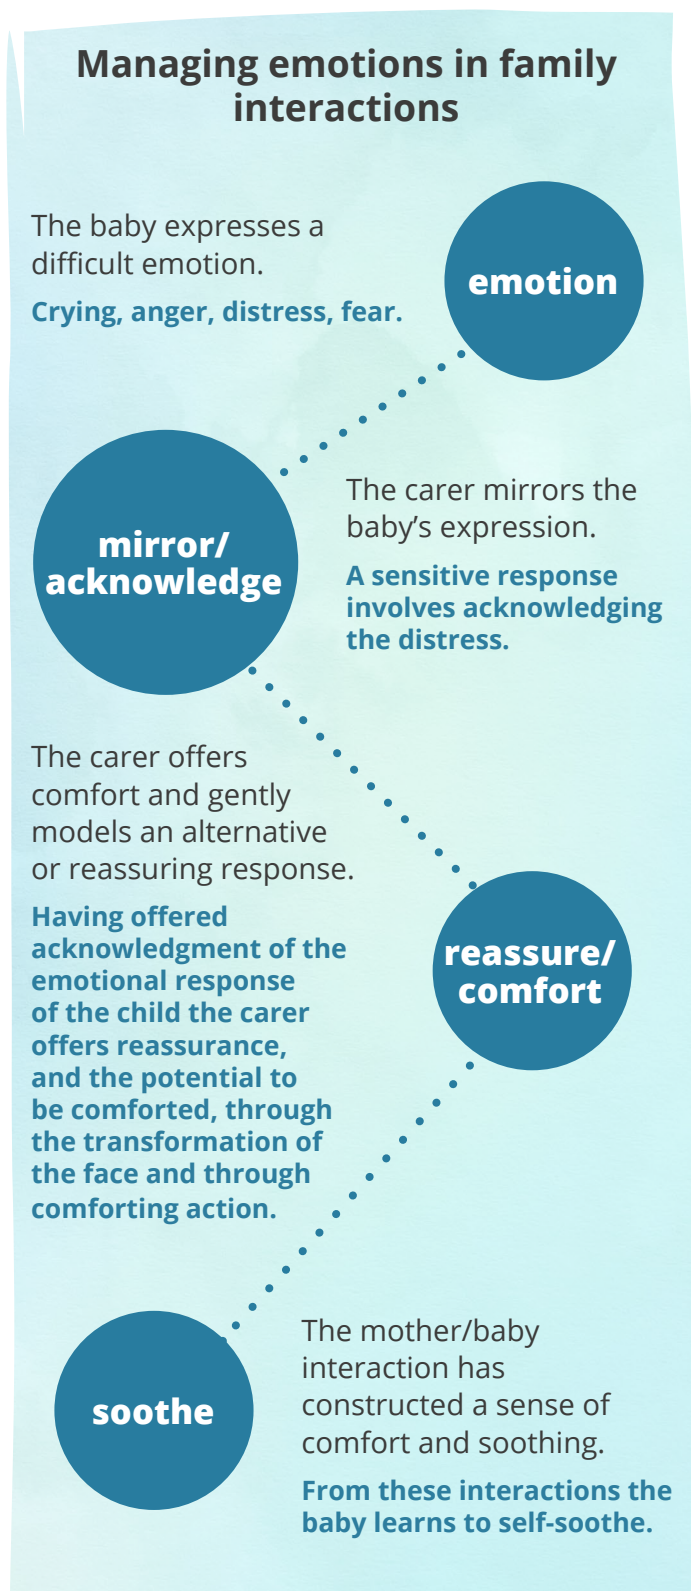 Managing emotions in family
interactions
The baby expresses a
difficult emotion.
Crying, anger, distress, fear.
emotion
mirror/
acknowledge
The carer mirrors the
baby’s expression.
A sensitive response
involves acknowledging
the distress.
The carer offers
comfort and gently
models an alternative
or reassuring response.
Having offered
acknowledgment of the
emotional response
of the child the carer
offers reassurance,
and the potential to
be comforted, through
the transformation of
the face and through
comforting action.
reassure/
comfort
soothe
The mother/baby
interaction has
constructed a sense of
comfort and soothing.
From these interactions the
baby learns to self-soothe.